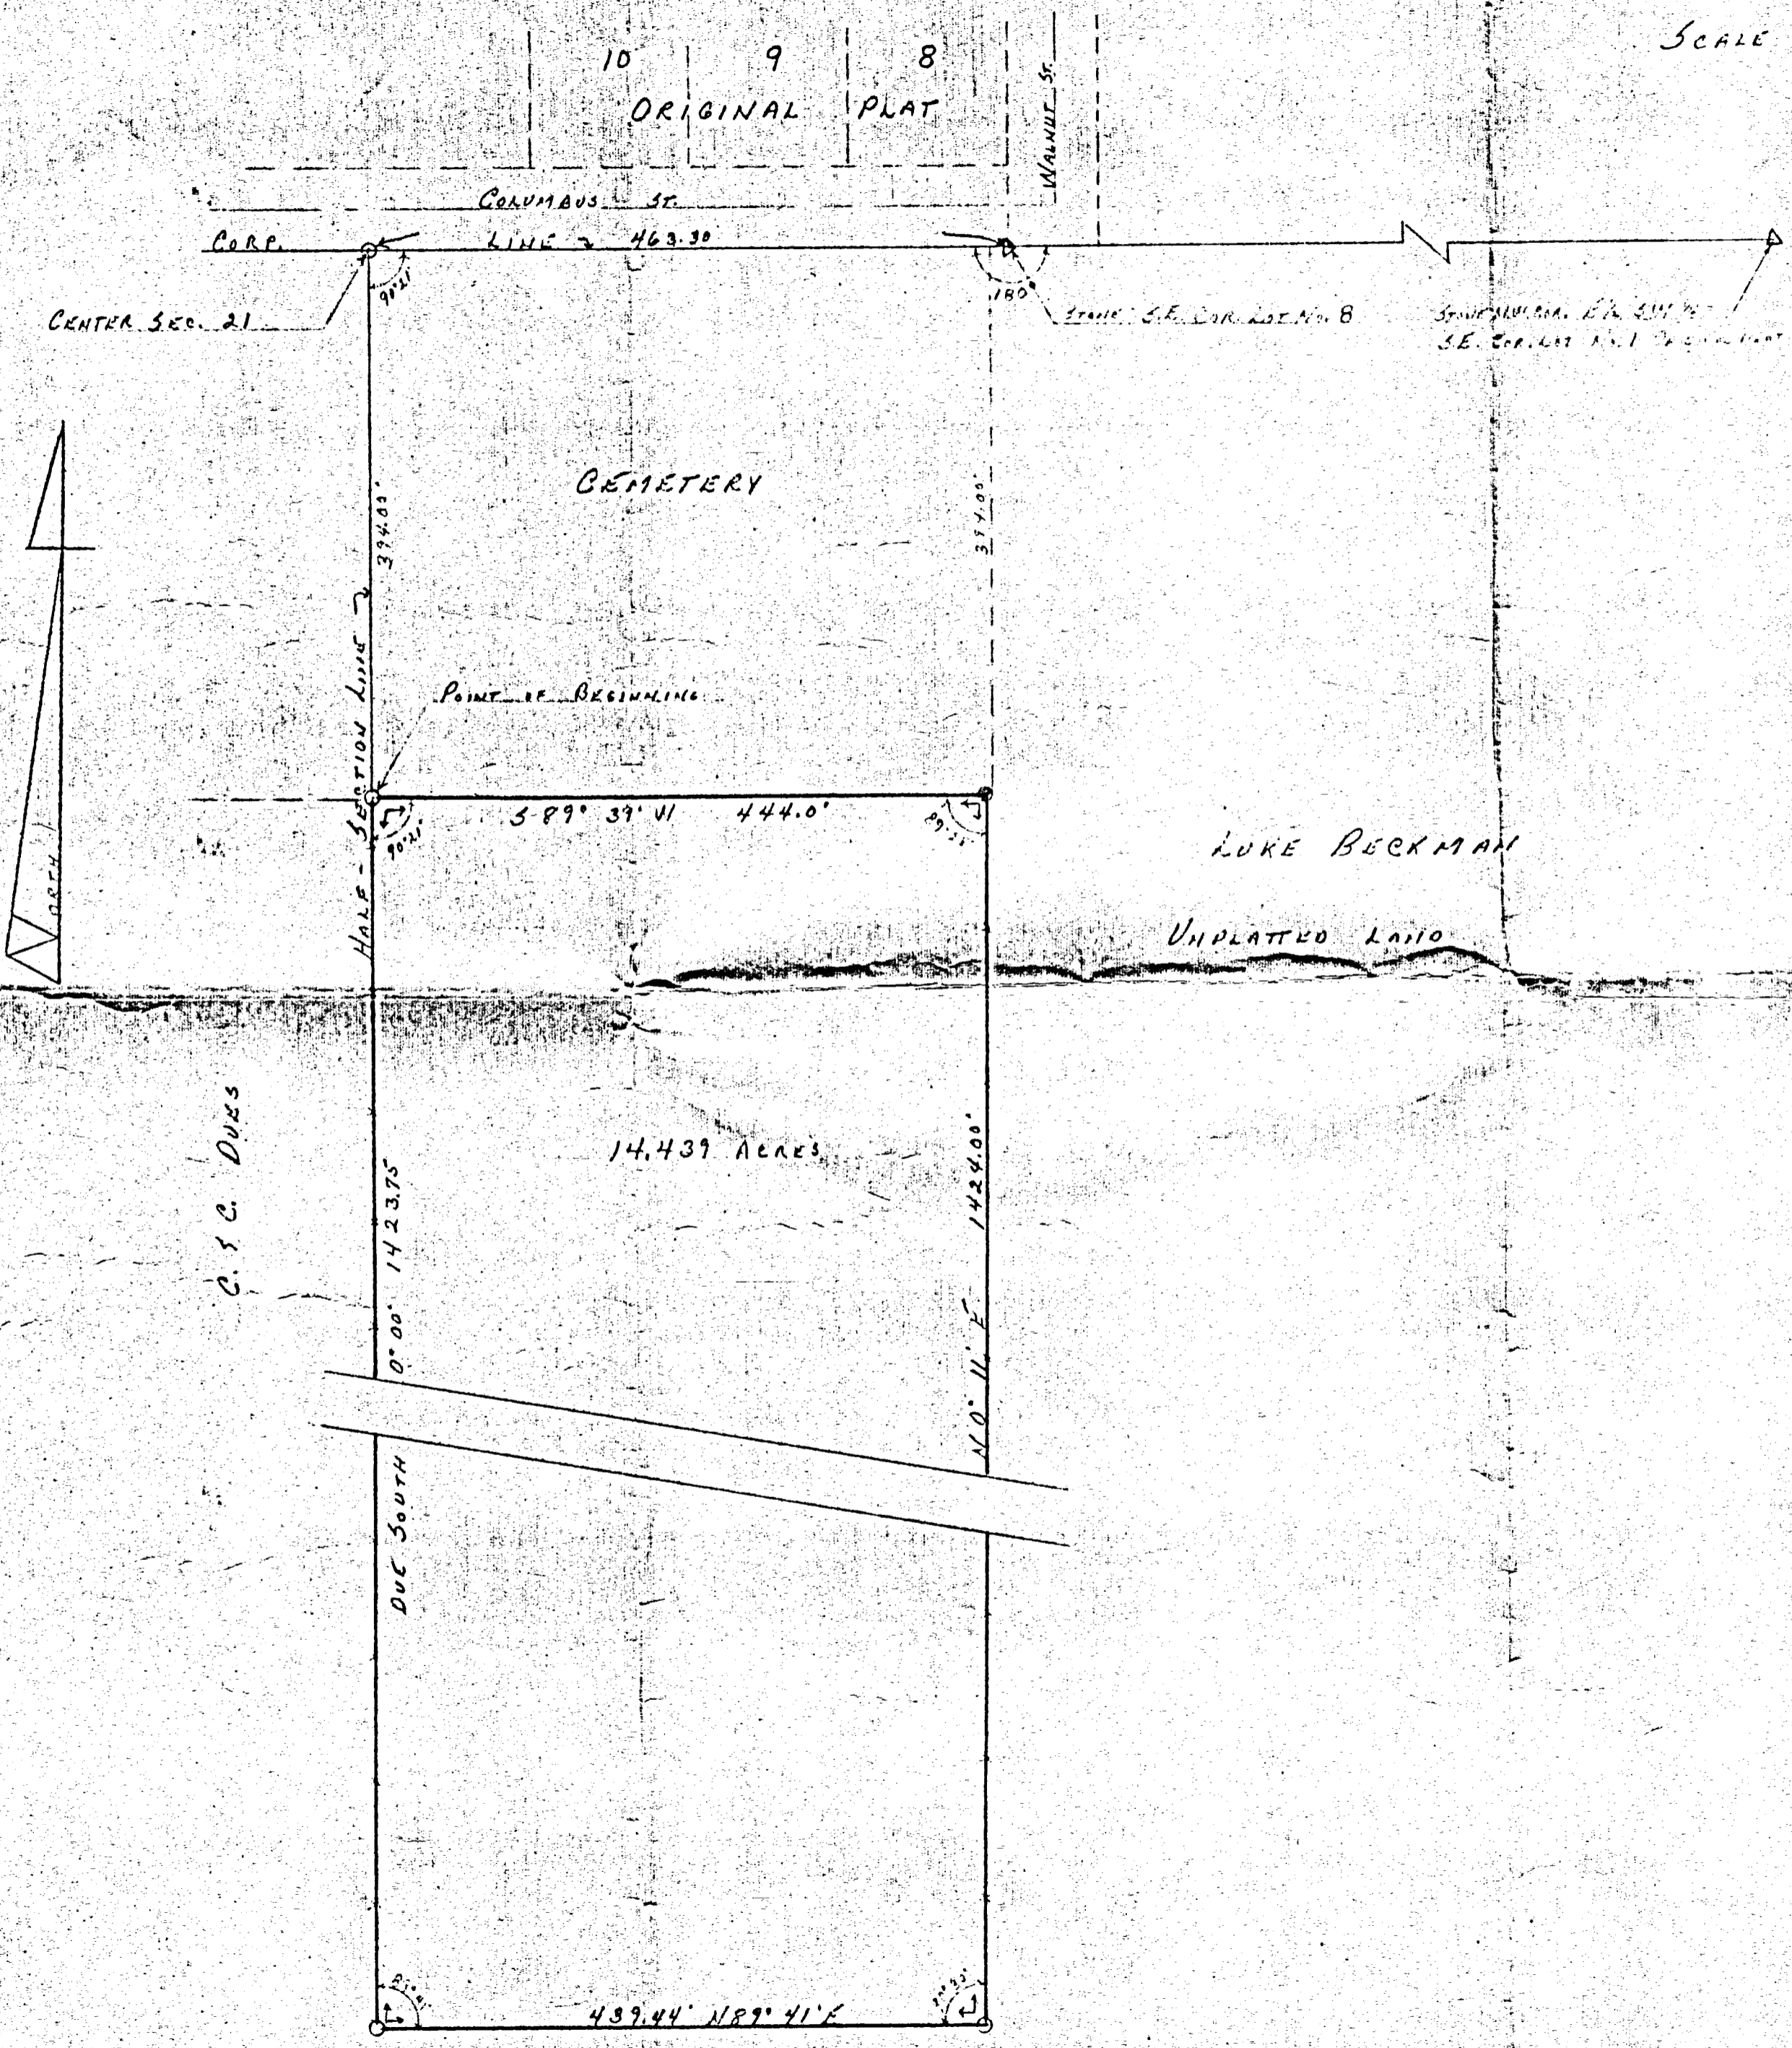 SCALE
10 9 8
ORIGINAL PLAT
WALNUT ST.
COLUMBUS ST.
CORP. LINE 463.30
90°21'
180°
CENTER SEC. 21
STONE S.E. COR. LOT No. 8
S.E. COR. LOT No. 1
CEMETERY
394.00'
394.00'
HALF - SECTION LINE
POINT OF BEGINNING
S-89° 39' W 444.0'
90°21'
NORTH
LUKE BECKMAN
UNPLATTED LAND
C. & C. DUKES
14.439 ACRES
DUE SOUTH 0° 00' 1423.75
N 0° 11' E 1424.00'
439.44' N89° 41' E